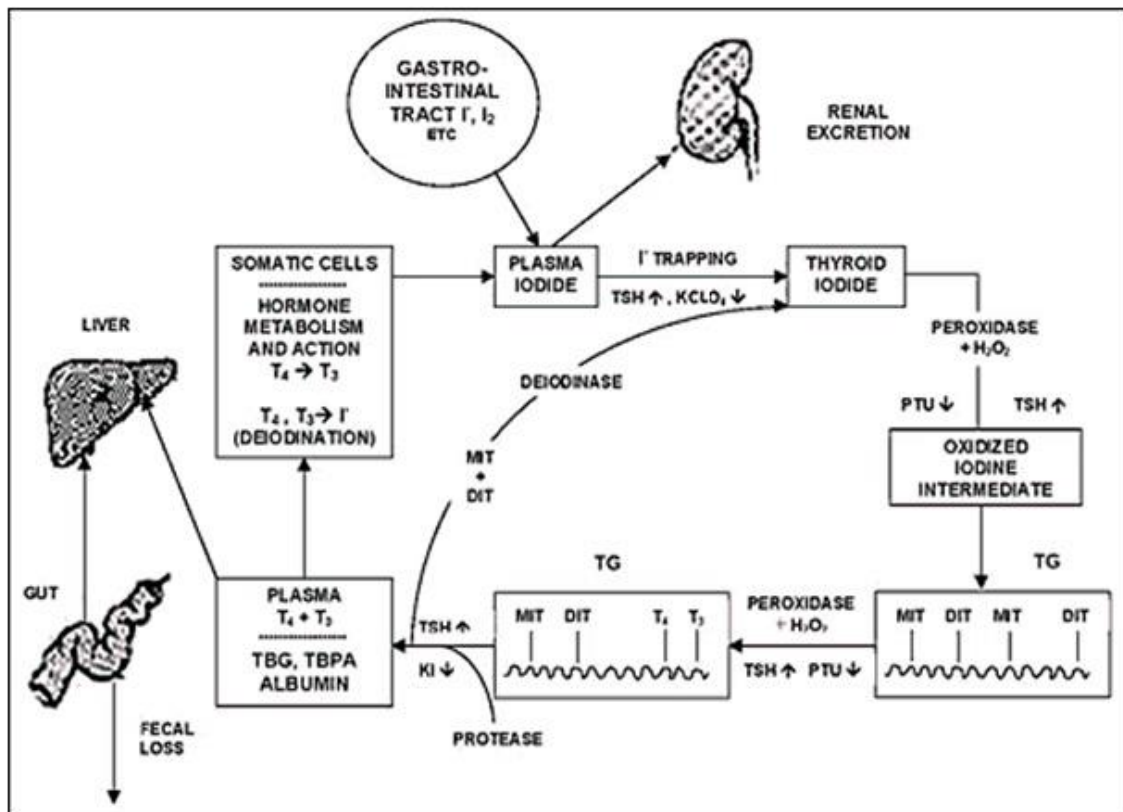 GASTRO-
INTESTINAL
TRACT I⁻, I₂
ETC
RENAL
EXCRETION
SOMATIC CELLS
HORMONE
METABOLISM
AND ACTION
T₄ → T₃
T₄, T₃ → I⁻
(DEIODINATION)
PLASMA
IODIDE
I⁻ TRAPPING
TSH ↑, KCLO₄ ↓
THYROID
IODIDE
LIVER
DEIODINASE
PEROXIDASE
+ H₂O₂
PTU ↓
TSH ↑
MIT
+
DIT
OXIDIZED
IODINE
INTERMEDIATE
GUT
PLASMA
T₄ + T₃
TBG, TBPA
ALBUMIN
TSH ↑
KI ↓
TG
MIT DIT T₄ T₃
PEROXIDASE
+ H₂O₂
TSH ↑ PTU ↓
TG
MIT DIT MIT DIT
FECAL
LOSS
PROTEASE